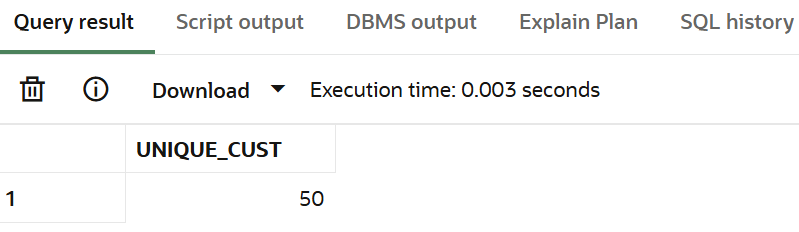 Query result Script output DBMS output Explain Plan SQL history
Download Execution time: 0.003 seconds
UNIQUE_CUST
1 50